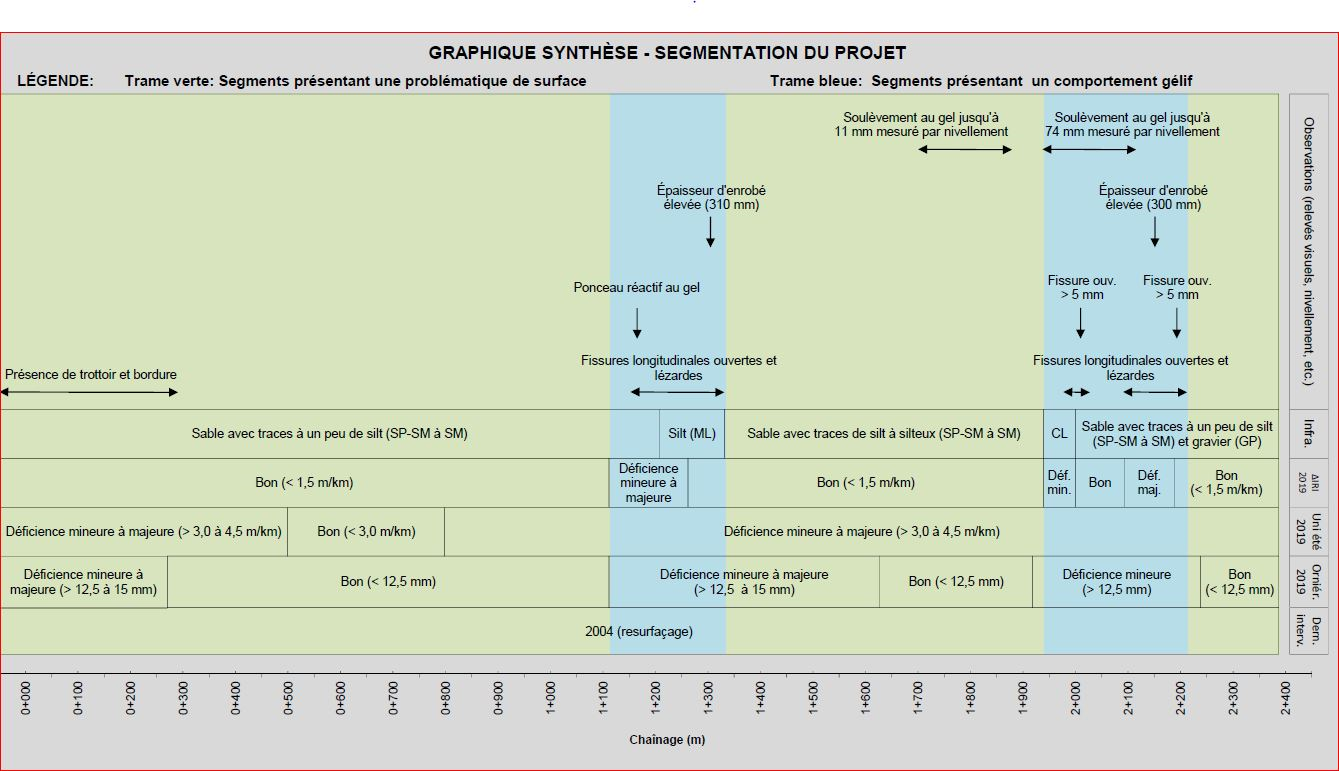 GRAPHIQUE SYNTHÈSE - SEGMENTATION DU PROJET
LÉGENDE: Trame verte: Segments présentant une problématique de surface Trame bleue: Segments présentant un comportement gélif
Soulèvement au gel jusqu'à
11 mm mesuré par nivellement
Soulèvement au gel jusqu'à
74 mm mesuré par nivellement
Épaisseur d'enrobé
élevée (310 mm)
Épaisseur d'enrobé
élevée (300 mm)
Ponceau réactif au gel
Fissure ouv.
> 5 mm
Fissure ouv.
> 5 mm
Présence de trottoir et bordure
Fissures longitudinales ouvertes et
lézardes
Fissures longitudinales ouvertes et
lézardes
Observations (relevés visuels, nivellement, etc.)
Sable avec traces à un peu de silt (SP-SM à SM)
Silt (ML)
Sable avec traces de silt à silteux (SP-SM à SM)
CL
Sable avec traces à un peu de silt
(SP-SM à SM) et gravier (GP)
Infra.
Bon (< 1,5 m/km)
Déficience
mineure à
majeure
Bon (< 1,5 m/km)
Déf.
min.
Bon
Déf.
maj.
Bon
(< 1,5 m/km)
ΔIRI
2019
Déficience mineure à majeure (> 3,0 à 4,5 m/km)
Bon (< 3,0 m/km)
Déficience mineure à majeure (> 3,0 à 4,5 m/km)
Uni été
2019
Déficience mineure à
majeure (> 12,5 à 15 mm)
Bon (< 12,5 mm)
Déficience mineure à majeure
(> 12,5 à 15 mm)
Bon (< 12,5 mm)
Déficience mineure
(> 12,5 mm)
Bon
(< 12,5 mm)
Orniér.
2019
2004 (resurfaçage)
Dern.
interv.
0+000
0+100
0+200
0+300
0+400
0+500
0+600
0+700
0+800
0+900
1+000
1+100
1+200
1+300
1+400
1+500
1+600
1+700
1+800
1+900
2+000
2+100
2+200
2+300
2+400
Chaînage (m)